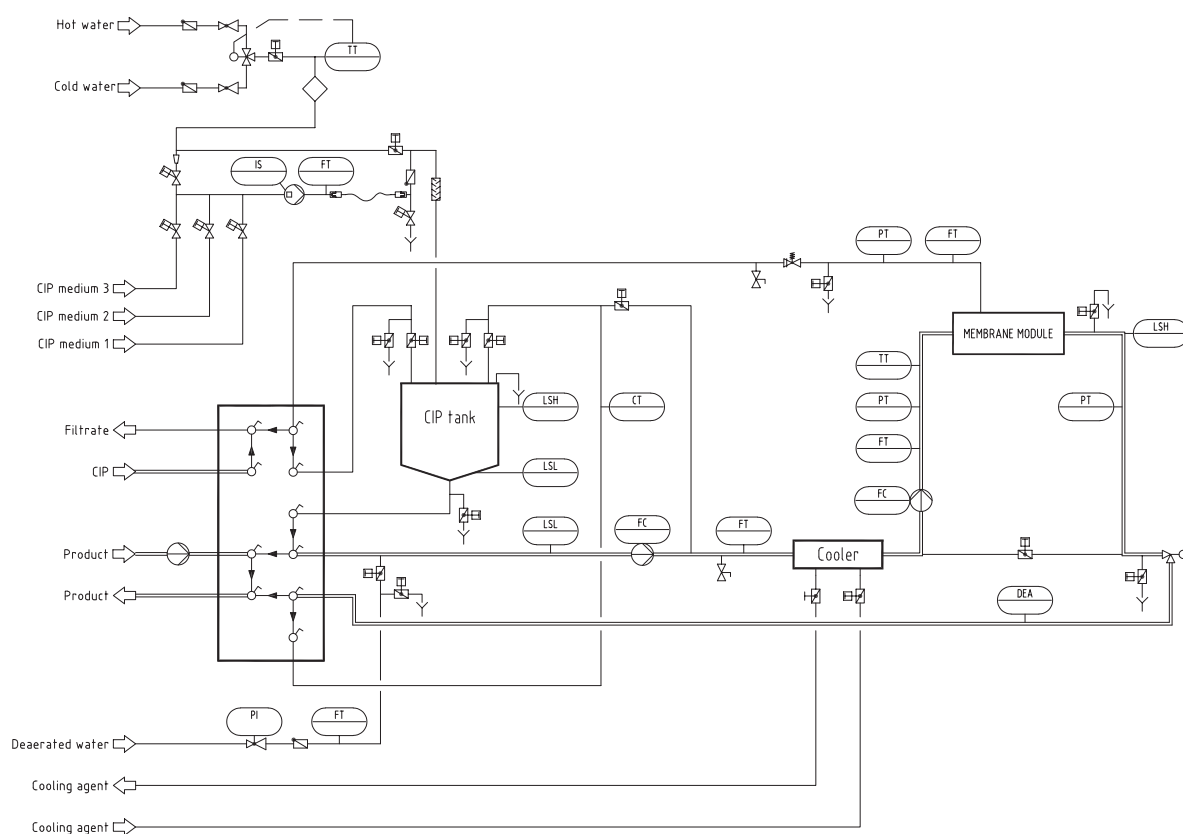 Hot water
TT
Cold water
IS
FT
PT
FT
CIP medium 3
CIP medium 2
CIP medium 1
MEMBRANE MODULE
LSH
TT
CIP tank
LSH
CT
PT
PT
Filtrate
FT
CIP
LSL
FC
Product
LSL
FC
FT
Cooler
Product
DEA
PI
FT
Deaerated water
Cooling agent
Cooling agent